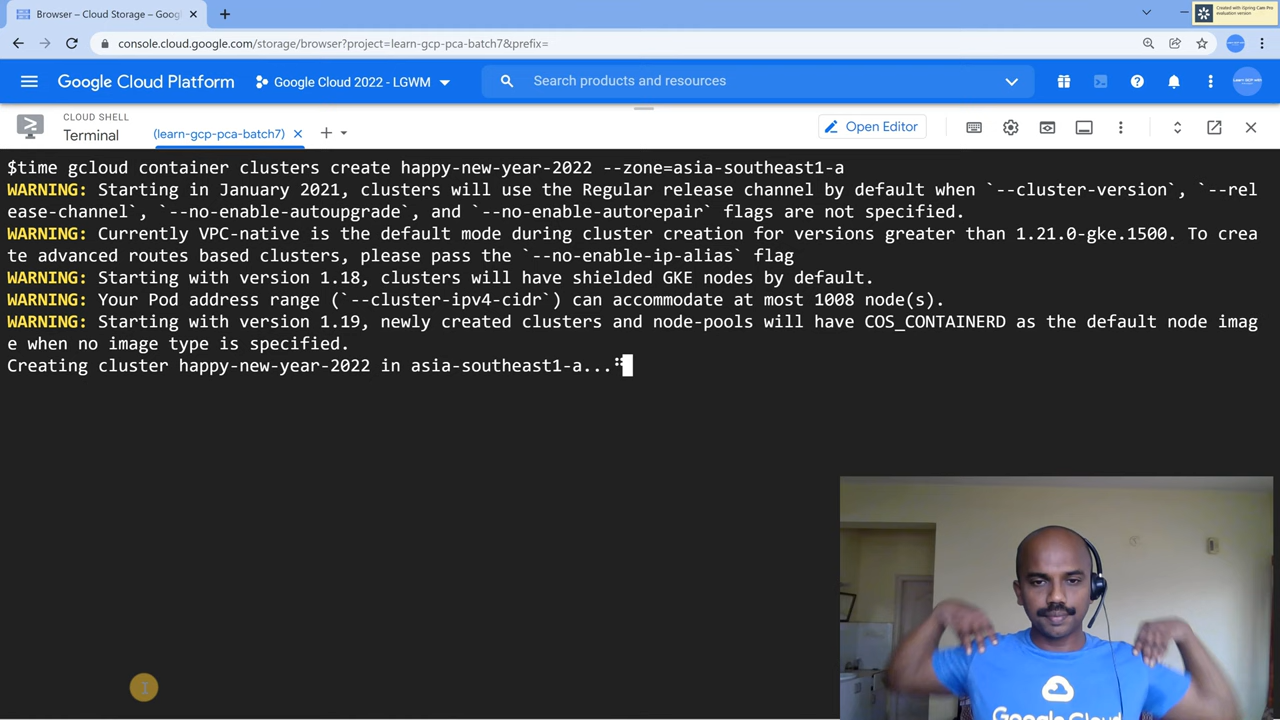 Browser – Cloud Storage – Goog
Created with iSpring Cam Pro
evaluation version
console.cloud.google.com/storage/browser?project=learn-gcp-pca-batch7&prefix=
Google Cloud Platform
Google Cloud 2022 - LGWM
Search products and resources
CLOUD SHELL
Terminal
(learn-gcp-pca-batch7)
Open Editor
$time gcloud container clusters create happy-new-year-2022 --zone=asia-southeast1-a
WARNING: Starting in January 2021, clusters will use the Regular release channel by default when `--cluster-version`, `--rel
ease-channel`, `--no-enable-autoupgrade`, and `--no-enable-autorepair` flags are not specified.
WARNING: Currently VPC-native is the default mode during cluster creation for versions greater than 1.21.0-gke.1500. To crea
te advanced routes based clusters, please pass the `--no-enable-ip-alias` flag
WARNING: Starting with version 1.18, clusters will have shielded GKE nodes by default.
WARNING: Your Pod address range (`--cluster-ipv4-cidr`) can accommodate at most 1008 node(s).
WARNING: Starting with version 1.19, newly created clusters and node-pools will have COS_CONTAINERD as the default node imag
e when no image type is specified.
Creating cluster happy-new-year-2022 in asia-southeast1-a...
Google Cloud